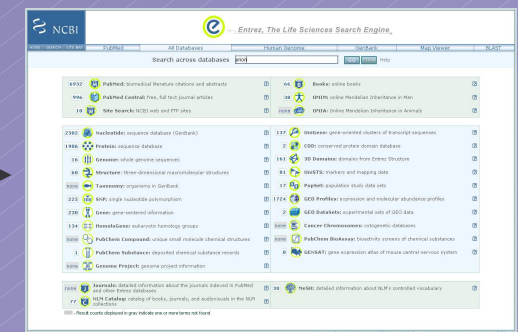 NCBI
Entrez, The Life Sciences Search Engine
HOME SEARCH SITE MAP PubMed All Databases Human Genome GenBank Map Viewer BLAST
Search across databases prion GO Help
6932 PubMed: biomedical literature citations and abstracts
66 Books: online books
996 PubMed Central: free, full text journal articles
38 OMIM: online Mendelian Inheritance in Man
10 Site Search: NCBI web and FTP sites
none OMIA: Online Mendelian Inheritance in Animals
2302 Nucleotide: sequence database (GenBank)
137 UniGene: gene-oriented clusters of transcript sequences
1906 Protein: sequence database
2 CDD: conserved protein domain database
16 Genome: whole genome sequences
161 3D Domains: domains from Entrez Structure
60 Structure: three-dimensional macromolecular structures
81 UniSTS: markers and mapping data
none Taxonomy: organisms in GenBank
17 PopSet: population study data sets
225 SNP: single nucleotide polymorphism
1724 GEO Profiles: expression and molecular abundance profiles
230 Gene: gene-centered information
2 GEO DataSets: experimental sets of GEO data
134 HomoloGene: eukaryotic homology groups
none Cancer Chromosomes: cytogenetic databases
none PubChem Compound: unique small molecule chemical structures
none PubChem BioAssay: bioactivity screens of chemical substances
3 PubChem Substance: deposited chemical substance records
8 GENSAT: gene expression atlas of mouse central nervous system
none Genome Project: genome project information
none Journals: detailed information about the journals indexed in PubMed and other Entrez databases
30 MeSH: detailed information about NLM's controlled vocabulary
77 NLM Catalog: catalog of books, journals, and audiovisuals in the NLM collections
- Result counts displayed in gray indicate one or more terms not found